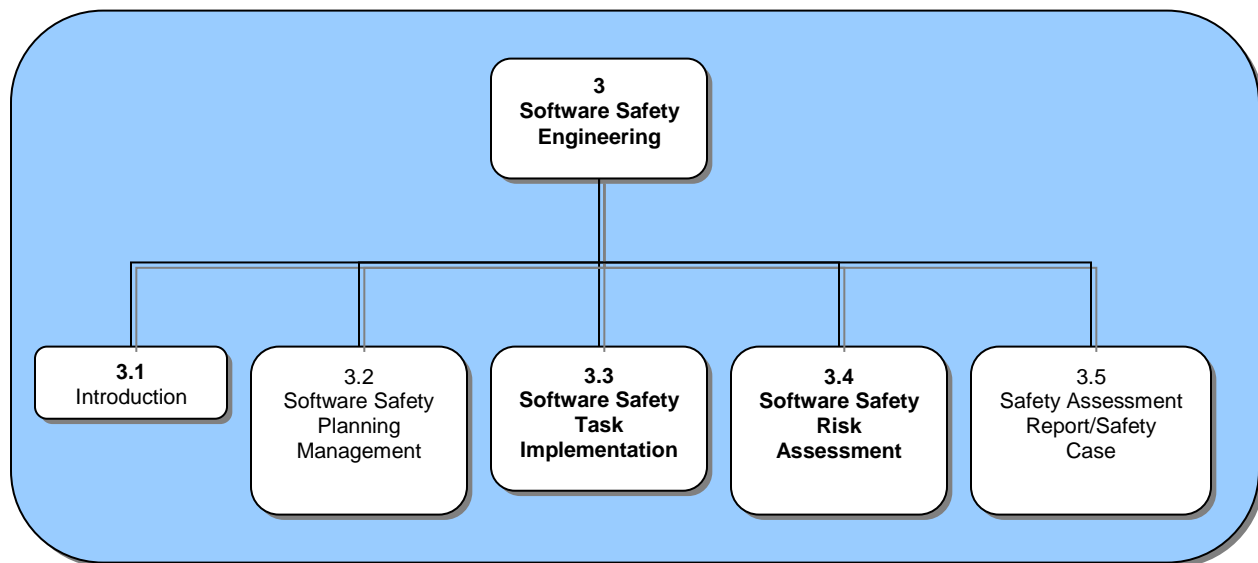 3
Software Safety
Engineering
3.1
Introduction
3.2
Software Safety
Planning
Management
3.3
Software Safety
Task
Implementation
3.4
Software Safety
Risk
Assessment
3.5
Safety Assessment
Report/Safety
Case